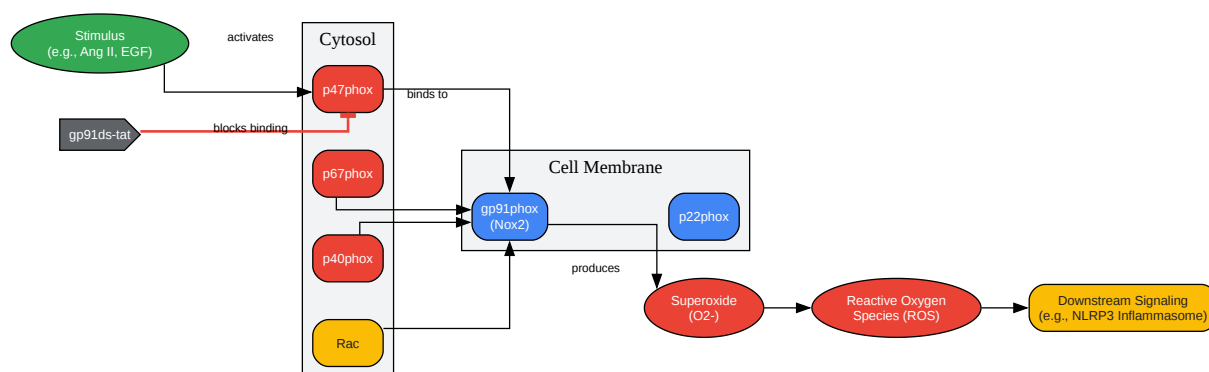 Stimulus
(e.g., Ang II, EGF)
activates
Cytosol
p47phox
binds to
gp91ds-tat
blocks binding
p67phox
Cell Membrane
gp91phox
(Nox2)
p22phox
p40phox
produces
Superoxide
(O2-)
Reactive Oxygen
Species (ROS)
Downstream Signaling
(e.g., NLRP3 Inflammasome)
Rac